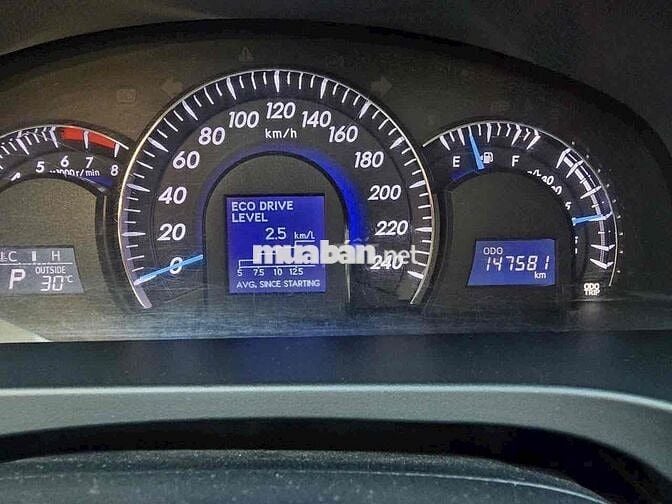 0
20
40
60
80
100
120
140
160
180
200
220
240
km/h
ECO DRIVE
LEVEL
2.5 km/L
5 7.5 10 12.5
AVG. SINCE STARTING
muaban.net
4 5 6 7 8
x1000 r/min
C H
P OUTSIDE
30°C
E F
ODO
147581
km
ODO
TRIP